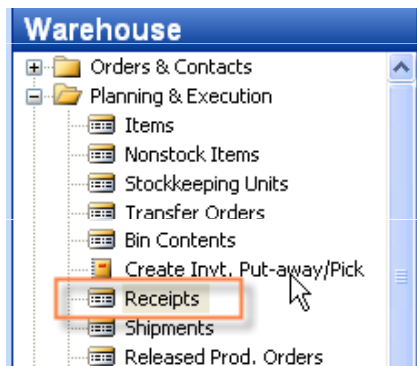 Warehouse
Orders & Contacts
Planning & Execution
Items
Nonstock Items
Stockkeeping Units
Transfer Orders
Bin Contents
Create Invt. Put-away/Pick
Receipts
Shipments
Released Prod. Orders